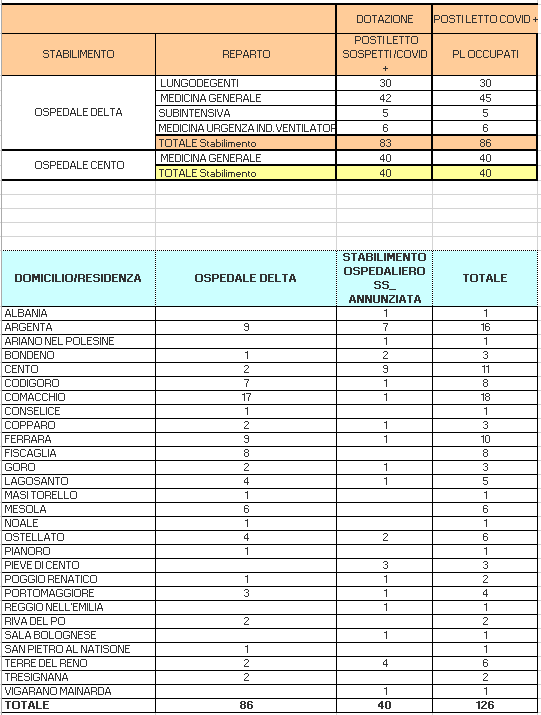 DOTAZIONE POSTI LETTO COVID +
STABILIMENTO REPARTO POSTI LETTO SOSPETTI/COVID + PL OCCUPATI
OSPEDALE DELTA
LUNGODEGENTI 30 30
MEDICINA GENERALE 42 45
SUBINTENSIVA 5 5
MEDICINA URGENZA IND.VENTILATOR 6 6
TOTALE Stabilimento 83 86
OSPEDALE CENTO
MEDICINA GENERALE 40 40
TOTALE Stabilimento 40 40
DOMICILIO/RESIDENZA OSPEDALE DELTA STABILIMENTO OSPEDALIERO SS_ ANNUNZIATA TOTALE
ALBANIA 1 1
ARGENTA 9 7 16
ARIANO NEL POLESINE 1 1
BONDENO 1 2 3
CENTO 2 9 11
CODIGORO 7 1 8
COMACCHIO 17 1 18
CONSELICE 1 1
COPPARO 2 1 3
FERRARA 9 1 10
FISCAGLIA 8 8
GORO 2 1 3
LAGOSANTO 4 1 5
MASI TORELLO 1 1
MESOLA 6 6
NOALE 1 1
OSTELLATO 4 2 6
PIANORO 1 1
PIEVE DI CENTO 3 3
POGGIO RENATICO 1 1 2
PORTOMAGGIORE 3 1 4
REGGIO NELL'EMILIA 1 1
RIVA DEL PO 2 2
SALA BOLOGNESE 1 1
SAN PIETRO AL NATISONE 1 1
TERRE DEL RENO 2 4 6
TRESIGNANA 2 2
VIGARANO MAINARDA 1 1
TOTALE 86 40 126